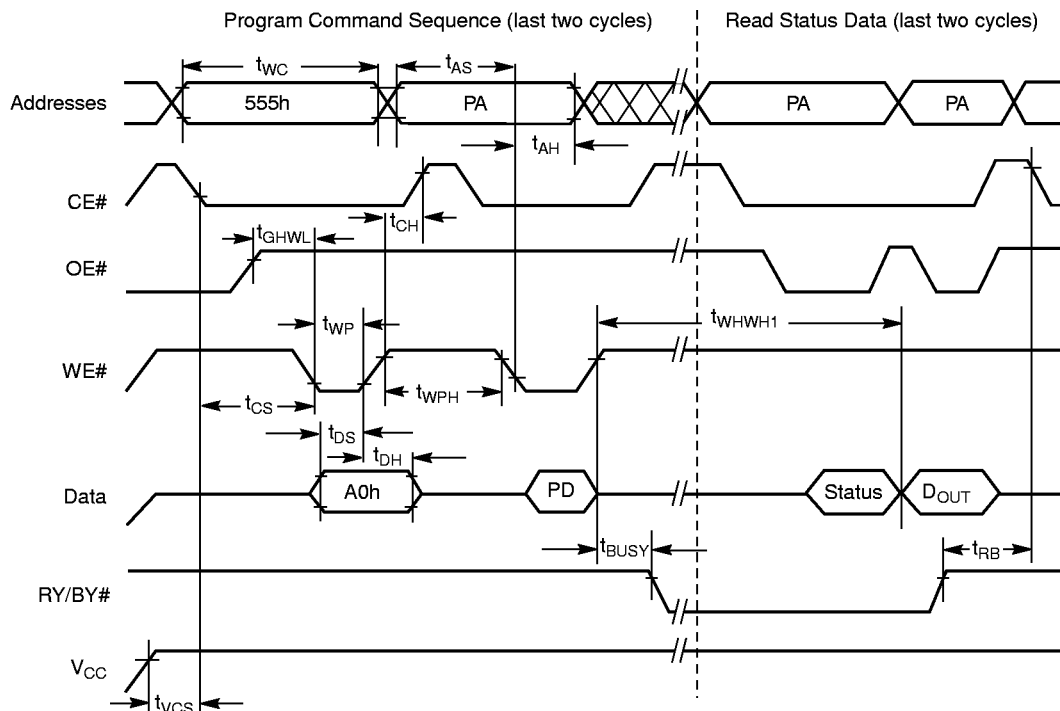 Program Command Sequence (last two cycles)
Read Status Data (last two cycles)
tWC
tAS
Addresses
555h
PA
PA
PA
tAH
CE#
tCH
tGHWL
OE#
tWP
tWHWH1
WE#
tWPH
tCS
tDS
tDH
Data
A0h
PD
Status
DOUT
tBUSY
tRB
RY/BY#
VCC
tVCS